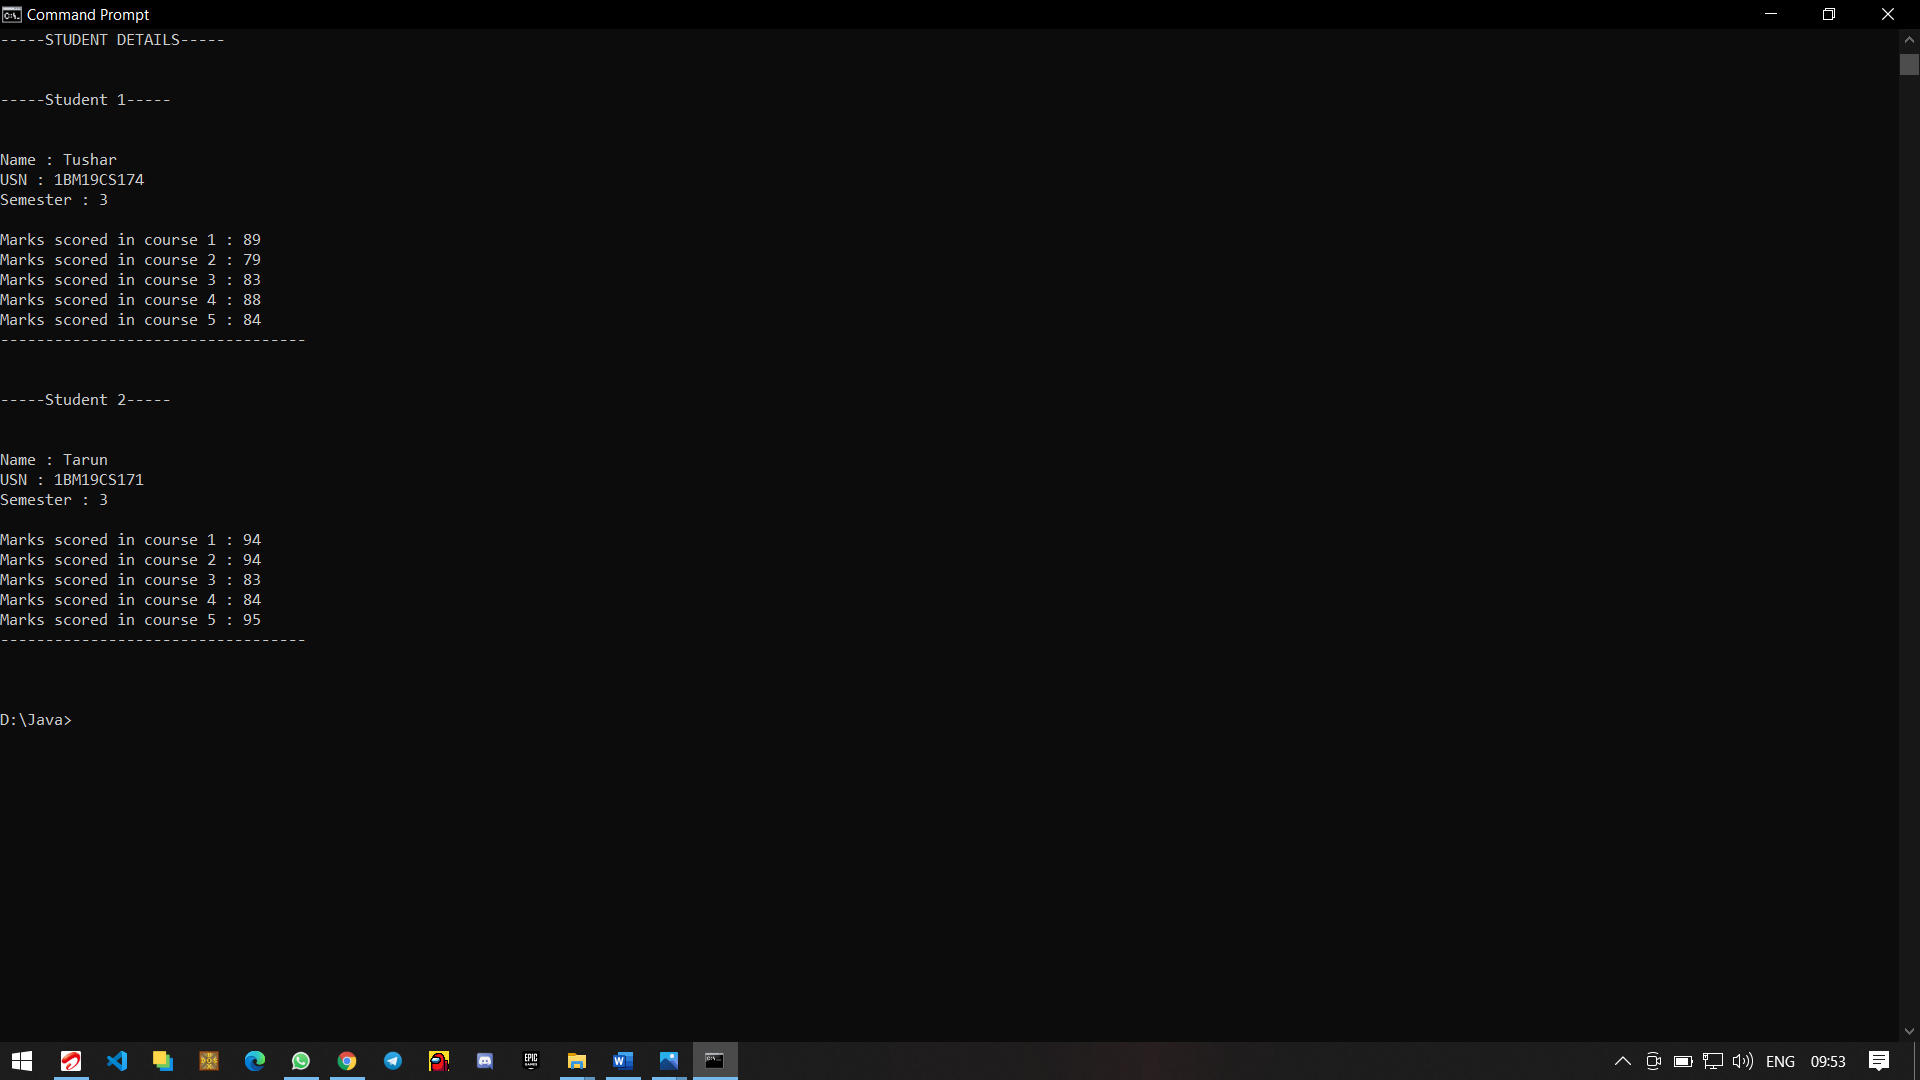 Command Prompt
-----STUDENT DETAILS-----
-----Student 1-----
Name : Tushar
USN : 1BM19CS174
Semester : 3
Marks scored in course 1 : 89
Marks scored in course 2 : 79
Marks scored in course 3 : 83
Marks scored in course 4 : 88
Marks scored in course 5 : 84
----------------------------------
-----Student 2-----
Name : Tarun
USN : 1BM19CS171
Semester : 3
Marks scored in course 1 : 94
Marks scored in course 2 : 94
Marks scored in course 3 : 83
Marks scored in course 4 : 84
Marks scored in course 5 : 95
----------------------------------
D:\Java>
EPIC GAMES
ENG 09:53